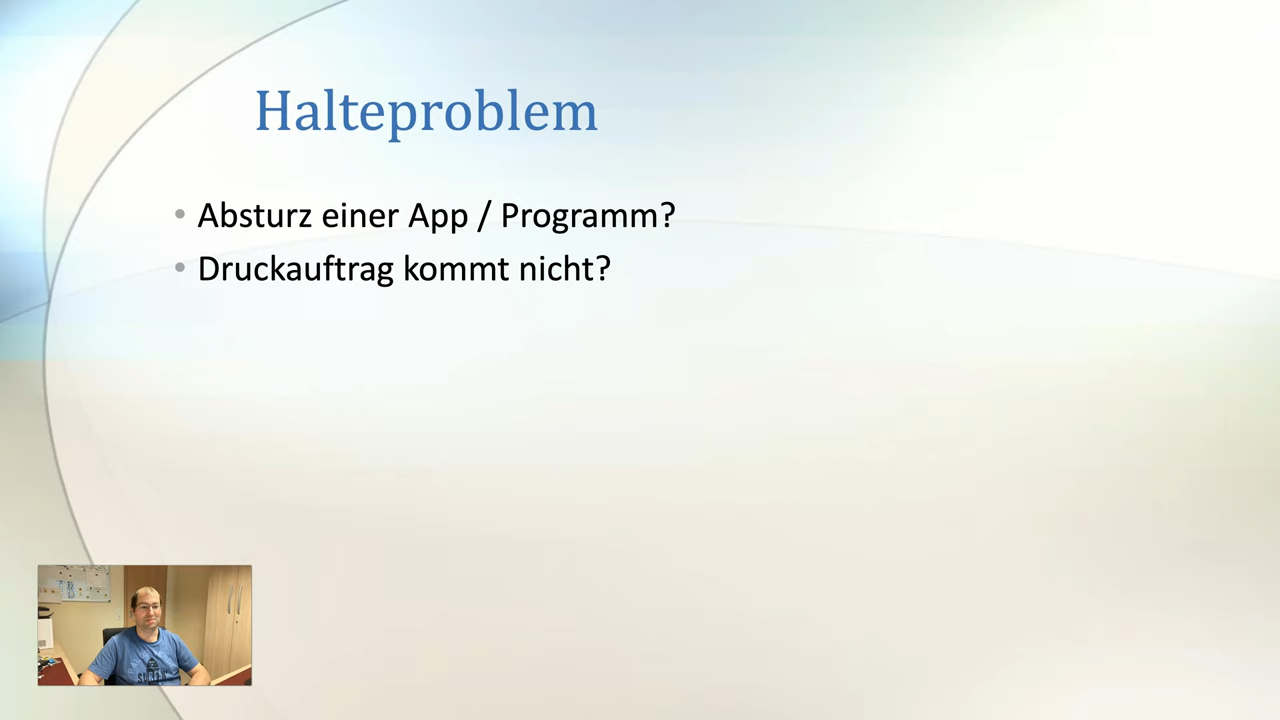 Halteproblem
• Absturz einer App / Programm?
• Druckauftrag kommt nicht?